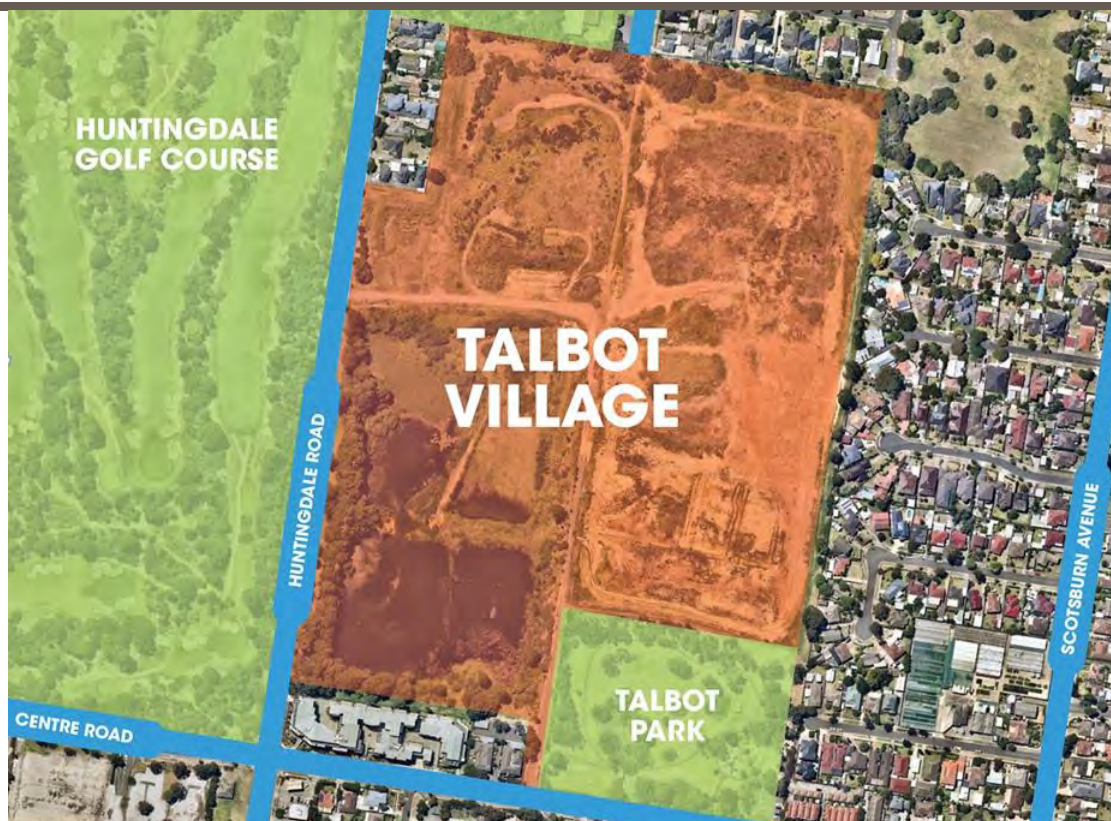 HUNTINGDALE
GOLF COURSE
TALBOT
VILLAGE
HUNTINGDALE ROAD
SCOTSBURN AVENUE
TALBOT
PARK
CENTRE ROAD